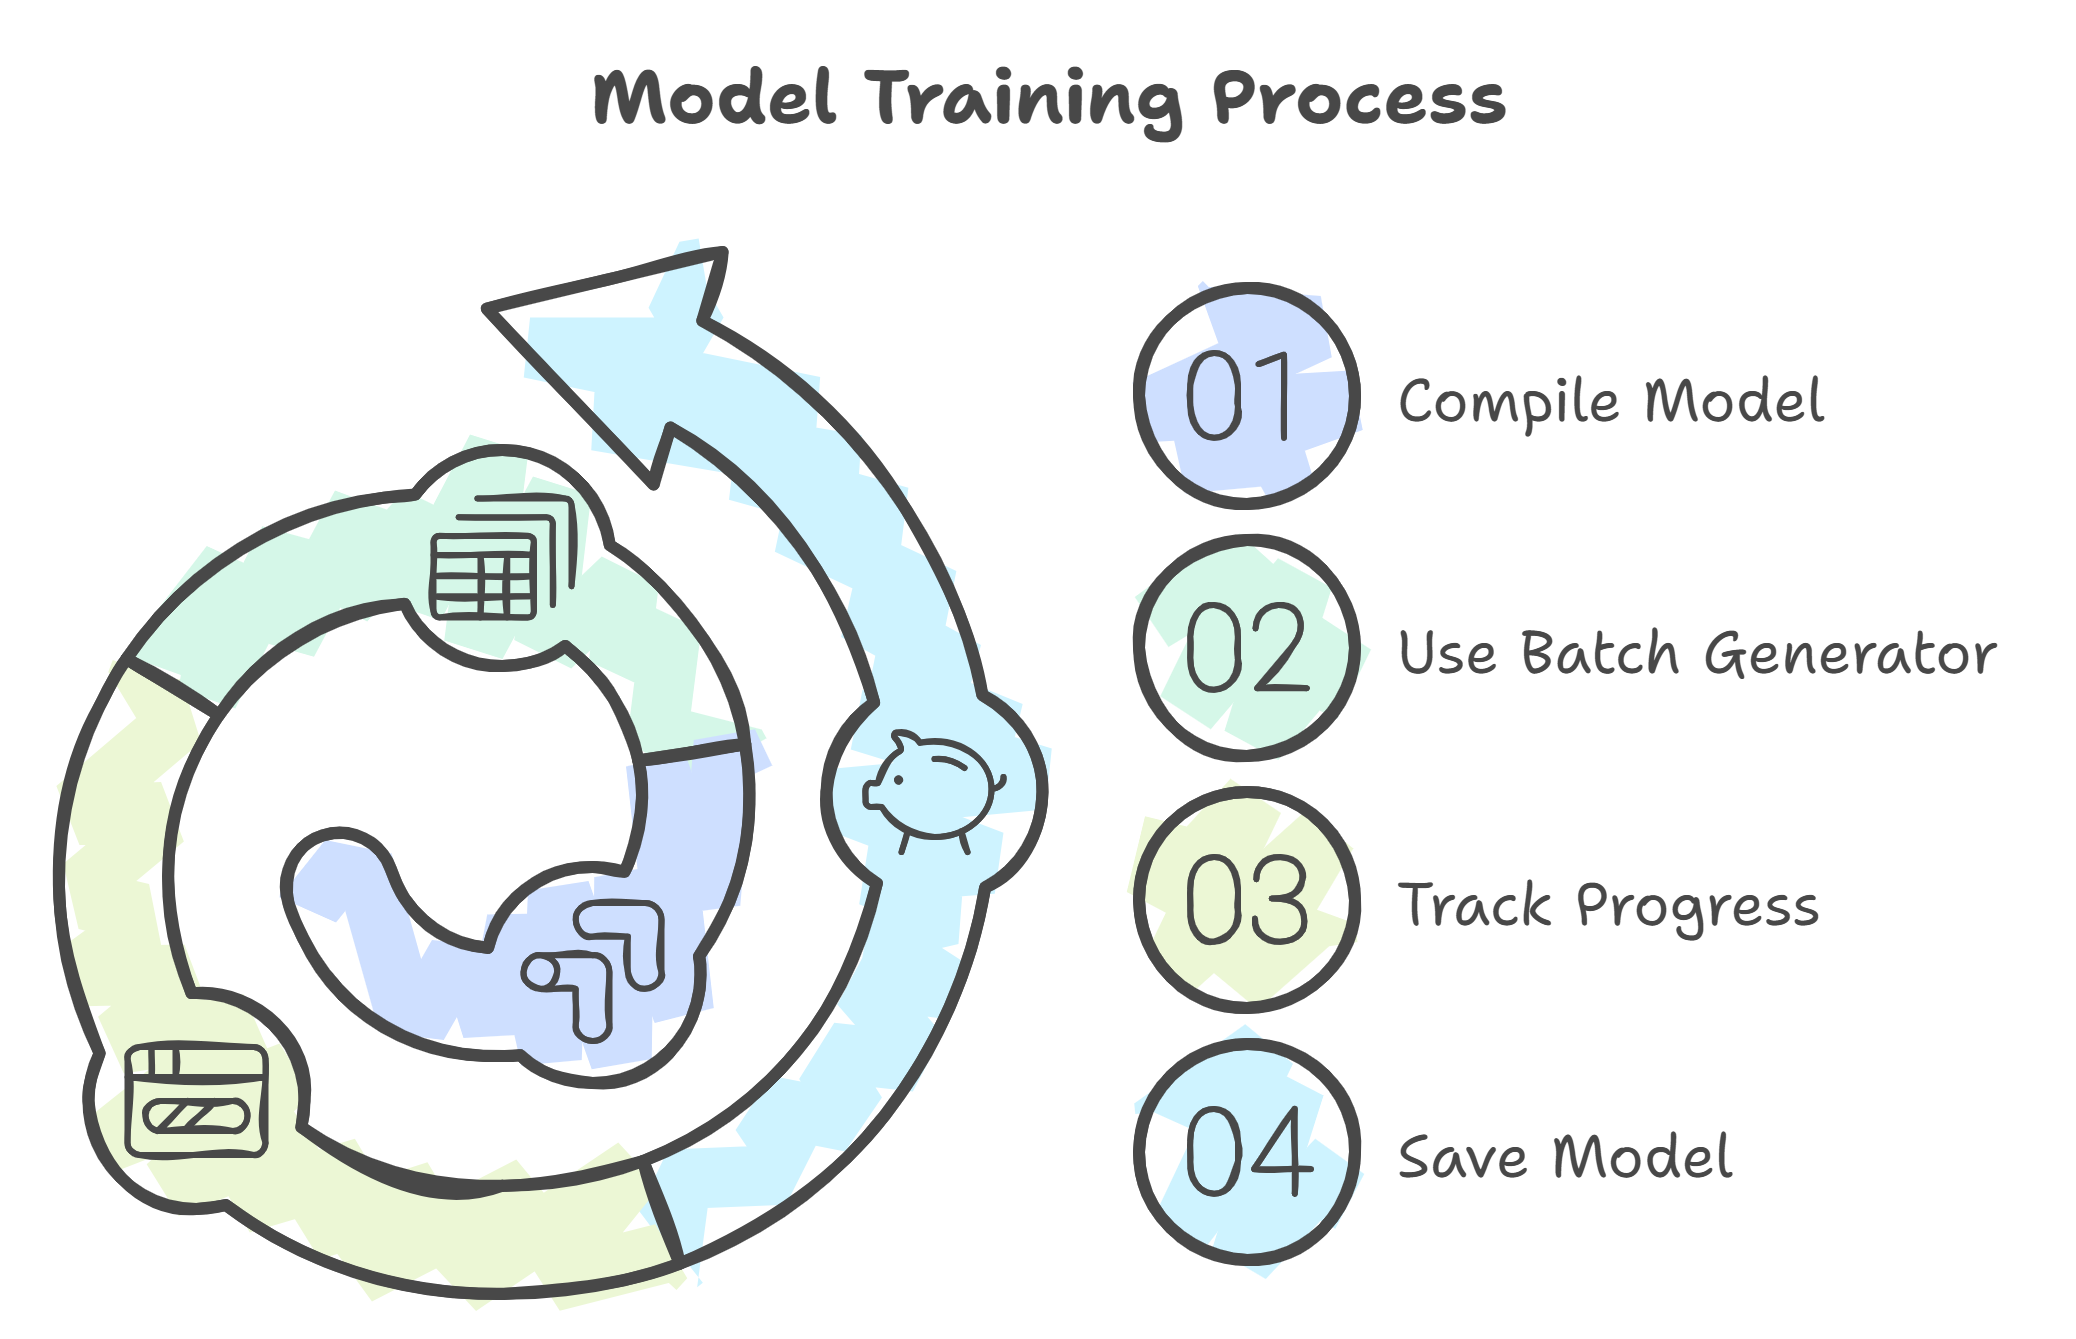 Model Training Process
01
Compile Model
02
Use Batch Generator
03
Track Progress
04
Save Model